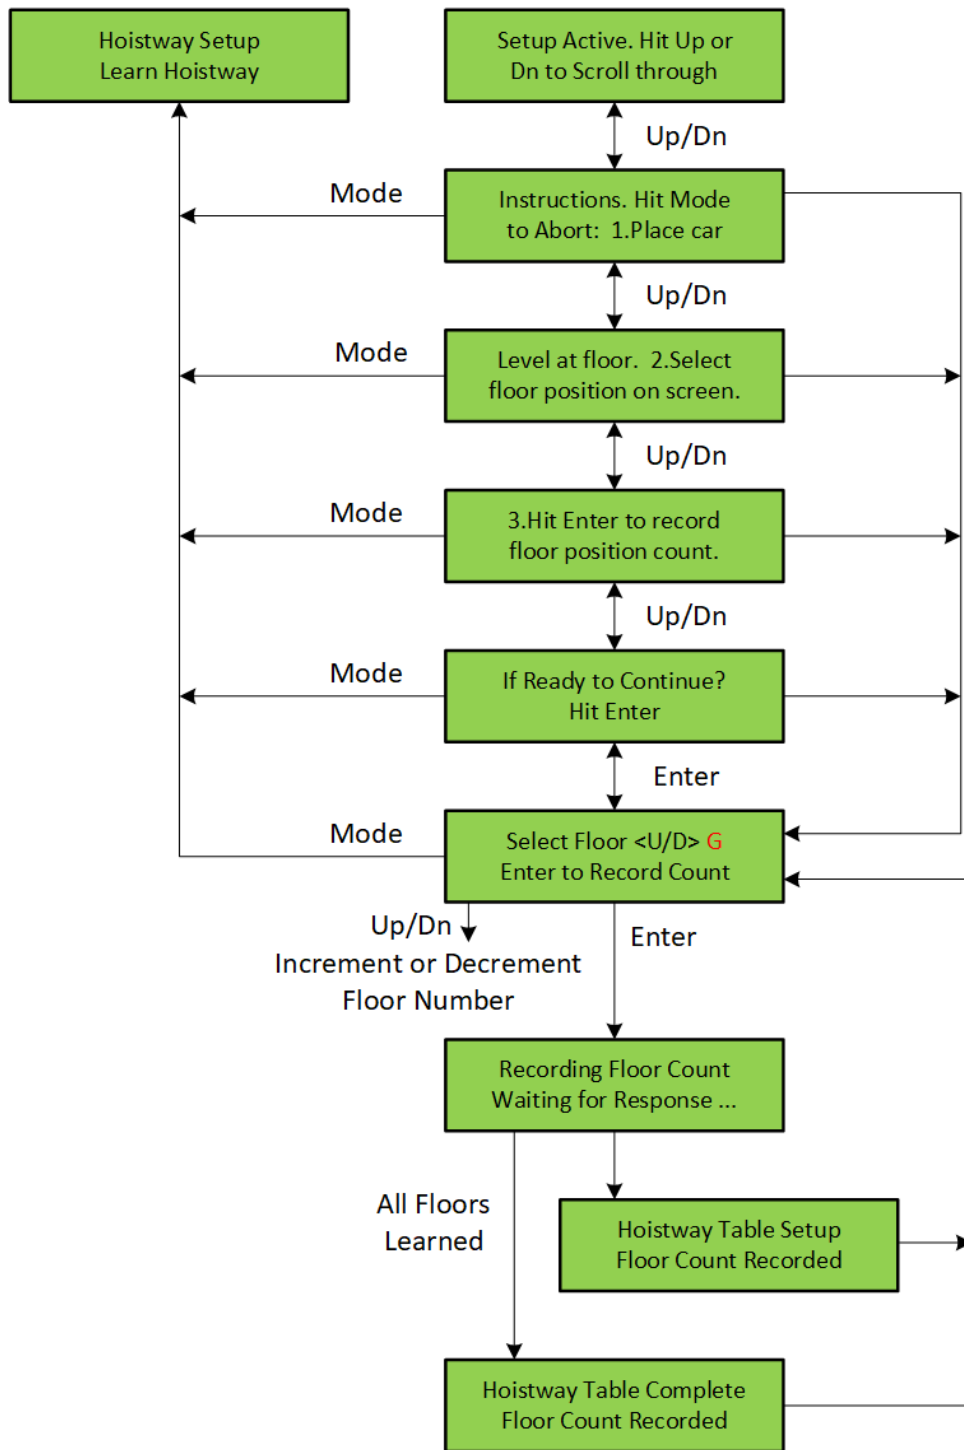 Hoistway Setup
Learn Hoistway
Setup Active. Hit Up or
Dn to Scroll through
Up/Dn
Mode
Instructions. Hit Mode
to Abort:  1.Place car
Up/Dn
Mode
Level at floor.  2.Select
floor position on screen.
Up/Dn
Mode
3.Hit Enter to record
floor position count.
Up/Dn
Mode
If Ready to Continue?
Hit Enter
Enter
Mode
Select Floor <U/D> G
Enter to Record Count
Up/Dn
Increment or Decrement
Floor Number
Enter
Recording Floor Count
Waiting for Response ...
All Floors
Learned
Hoistway Table Setup
Floor Count Recorded
Hoistway Table Complete
Floor Count Recorded